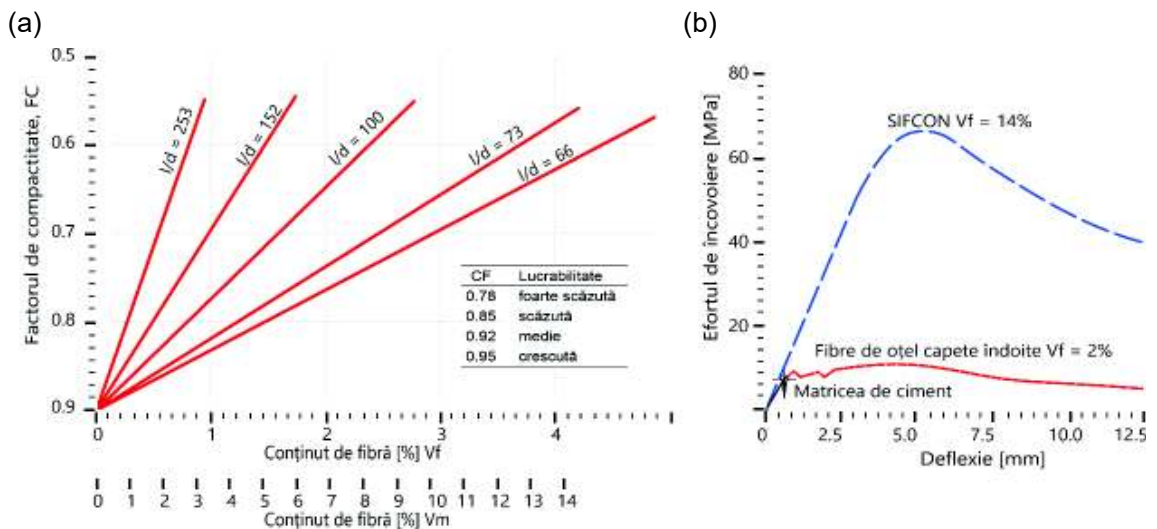 (a)
(b)
0.5
0.6
0.7
0.8
0.9
Factorul de compactitate, FC
l/d = 253
l/d = 152
l/d = 100
l/d = 73
l/d = 66
CF Lucrabilitate
0.78 foarte scăzută
0.85 scăzută
0.92 medie
0.95 crescută
0 1 2 3 4
Conținut de fibră [%] Vf
0 1 2 3 4 5 6 7 8 9 10 11 12 13 14
Conținut de fibră [%] Vm
80
60
40
20
0
Efortul de încovoiere [MPa]
SIFCON Vf = 14%
Fibre de oțel capete îndoite Vf = 2%
Matricea de ciment
0 2.5 5.0 7.5 10.0 12.5
Deflexie [mm]